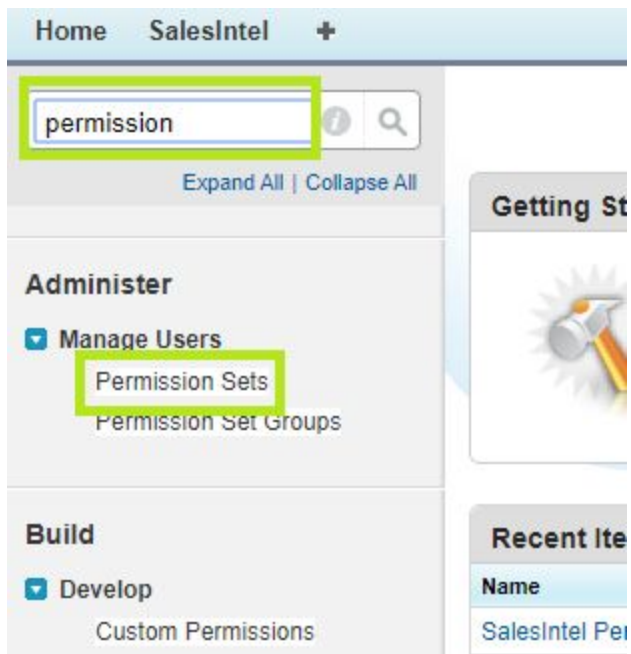 Home SalesIntel +
permission
Expand All | Collapse All
Getting St
Administer
Manage Users
Permission Sets
Permission Set Groups
Build
Recent Ite
Develop
Name
Custom Permissions
SalesIntel Per